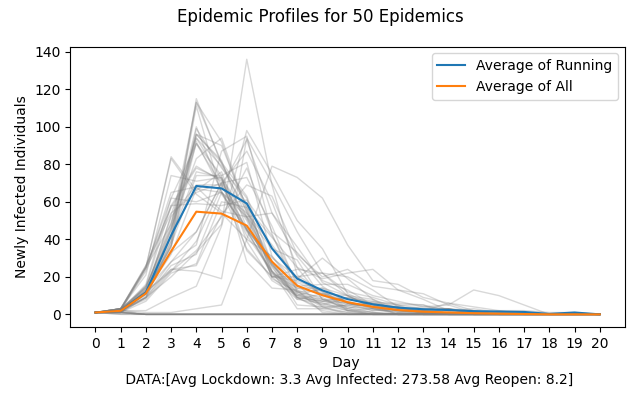 Epidemic Profiles for 50 Epidemics
140
120
100
80
60
40
20
0
Newly Infected Individuals
Average of Running
Average of All
0 1 2 3 4 5 6 7 8 9 10 11 12 13 14 15 16 17 18 19 20
Day
DATA:[Avg Lockdown: 3.3 Avg Infected: 273.58 Avg Reopen: 8.2]